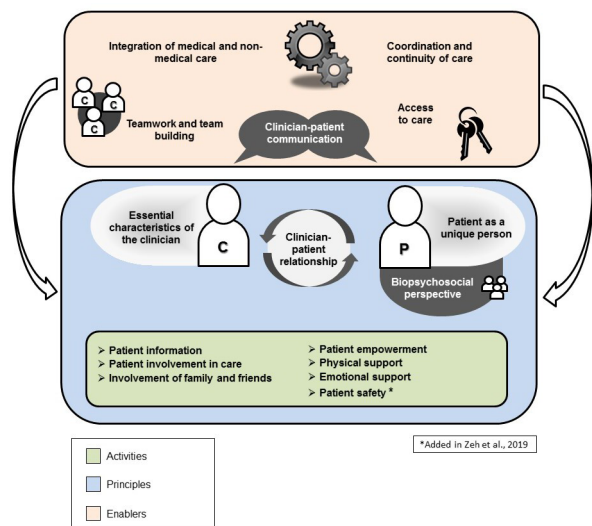 Integration of medical and non-
medical care
Coordination and
continuity of care
C
C
C
Teamwork and team
building
Clinician-patient
communication
Access
to care
Essential
characteristics of
the clinician
C
Clinician-
patient
relationship
P
Patient as a
unique person
Biopsychosocial
perspective
➢ Patient information
➢ Patient involvement in care
➢ Involvement of family and friends
➢ Patient empowerment
➢ Physical support
➢ Emotional support
➢ Patient safety *
*Added in Zeh et al., 2019
Activities
Principles
Enablers